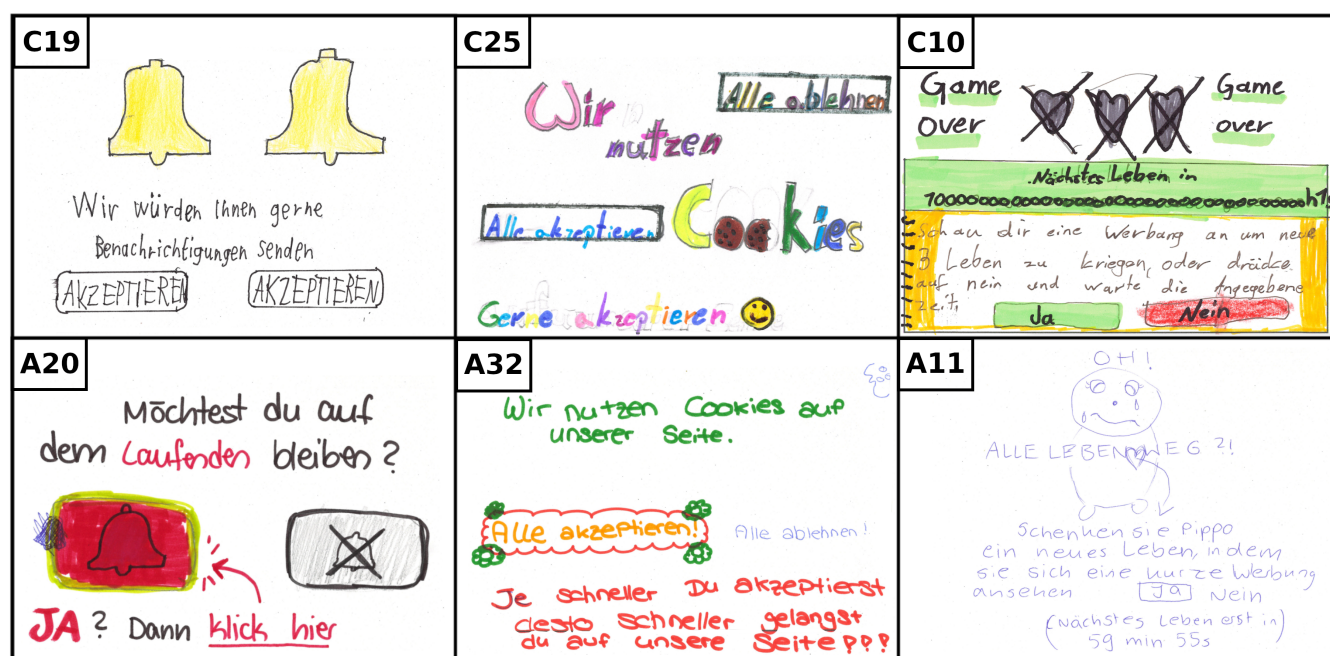 C19
Wir würden Ihnen gerne
Benachrichtigungen senden
AKZEPTIEREN AKZEPTIEREN
C25
Wir
nutzen
Alle ablehnen
Alle akzeptieren
Cookies
Gerne akzeptieren
C10
Game
over
Game
over
Nächstes Leben in
Schau dir eine Werbang an um neue
3 Leben zu kriegen, oder drücke
auf nein und warte die Angegebene
zeit,
Ja Nein
A20
Möchtest du auf
dem Laufenden bleiben?
JA? Dann klick hier
A32
Wir nutzen Cookies auf
unserer Seite.
Alle akzeptieren! Alle ablehnen!
Je schneller Du akzeptierst
desto schneller gelangst
du auf unsere Seite
A11
OH!
ALLE LEBEN WEG?!
Schenken sie Pippo
ein neues Leben, indem
sie sich eine kurze Werbung
ansehen Ja Nein
(Nächstes Leben erst in)
59 min 55s